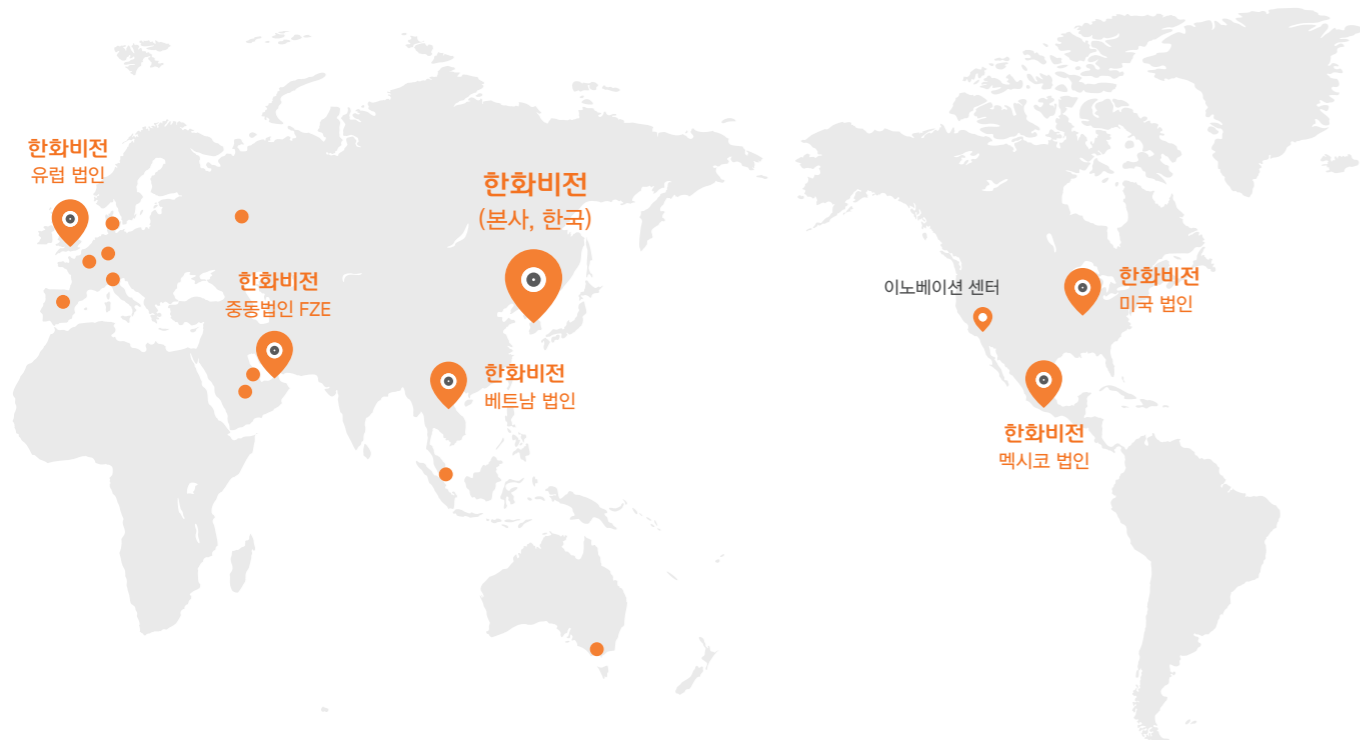 한화비전
유럽 법인
한화비전
(본사, 한국)
한화비전
중동법인 FZE
한화비전
베트남 법인
이노베이션 센터
한화비전
미국 법인
한화비전
멕시코 법인